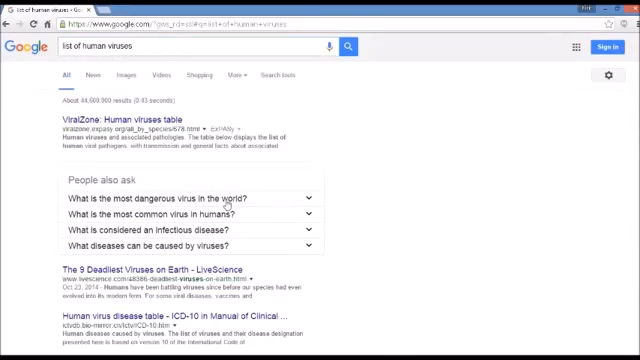 list of human viruses - Google
https://www.google.com/?gws_rd=ssl#q=list+of+human+viruses
Google
list of human viruses
Sign in
All News Images Videos Shopping More Search tools
About 44,600,000 results (0.43 seconds)
ViralZone: Human viruses table
viralzone.expasy.org/all_by_species/678.html ExPASy
Human viruses and associated pathologies. The table below displays the list of
human viral pathogens, with transmission and general facts about associated
People also ask
What is the most dangerous virus in the world?
What is the most common virus in humans?
What is considered an infectious disease?
What diseases can be caused by viruses?
The 9 Deadliest Viruses on Earth - LiveScience
www.livescience.com/48386-deadliest-viruses-on-earth.html
Oct 23, 2014 - Humans have been battling viruses since before our species had even
evolved into its modern form. For some viral diseases, vaccines and
Human virus disease table - ICD-10 in Manual of Clinical ...
ictvdb.bio-mirror.cn/Ictv/ICD-10.htm
Human diseases caused by viruses. The list of viruses and their disease designation
presented here is based on version 10 of the International Code of